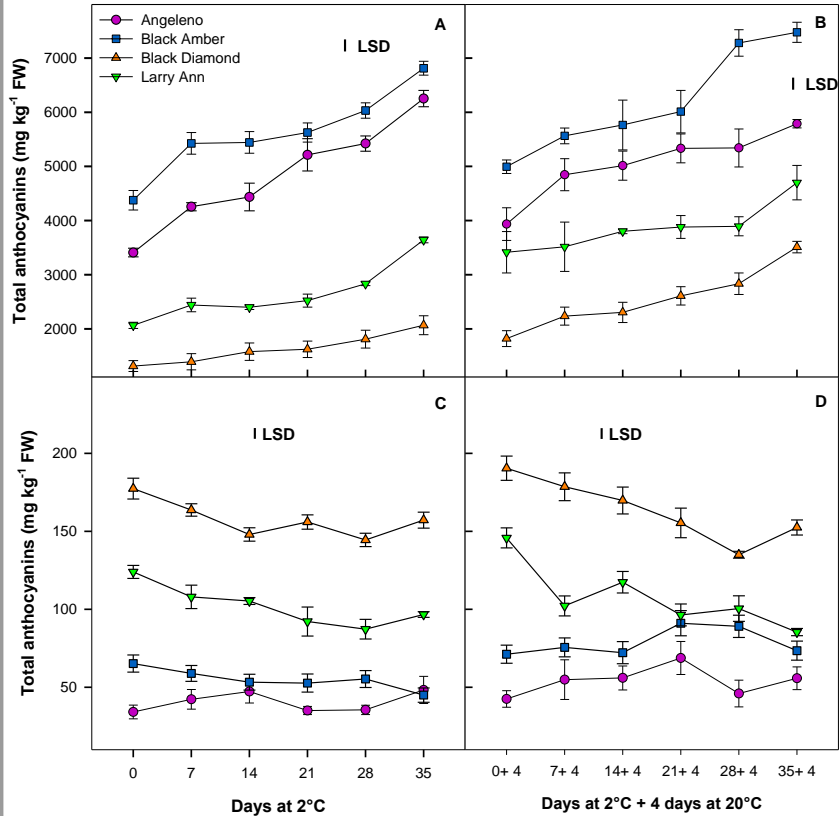 Angeleno
Black Amber
Black Diamond
Larry Ann
LSD
A
B
LSD
Total anthocyanins (mg kg-1 FW)
7000
6000
5000
4000
3000
2000
C
D
LSD
LSD
Total anthocyanins (mg kg-1 FW)
200
150
100
50
0 7 14 21 28 35
0+ 4 7+ 4 14+ 4 21+ 4 28+ 4 35+ 4
Days at 2°C
Days at 2°C + 4 days at 20°C